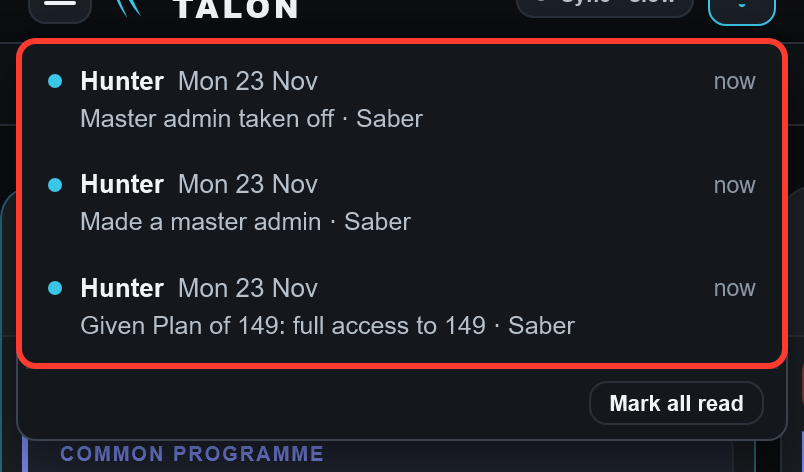 TALON
Hunter Mon 23 Nov now
Master admin taken off · Saber
Hunter Mon 23 Nov now
Made a master admin · Saber
Hunter Mon 23 Nov now
Given Plan of 149: full access to 149 · Saber
Mark all read
COMMON PROGRAMME